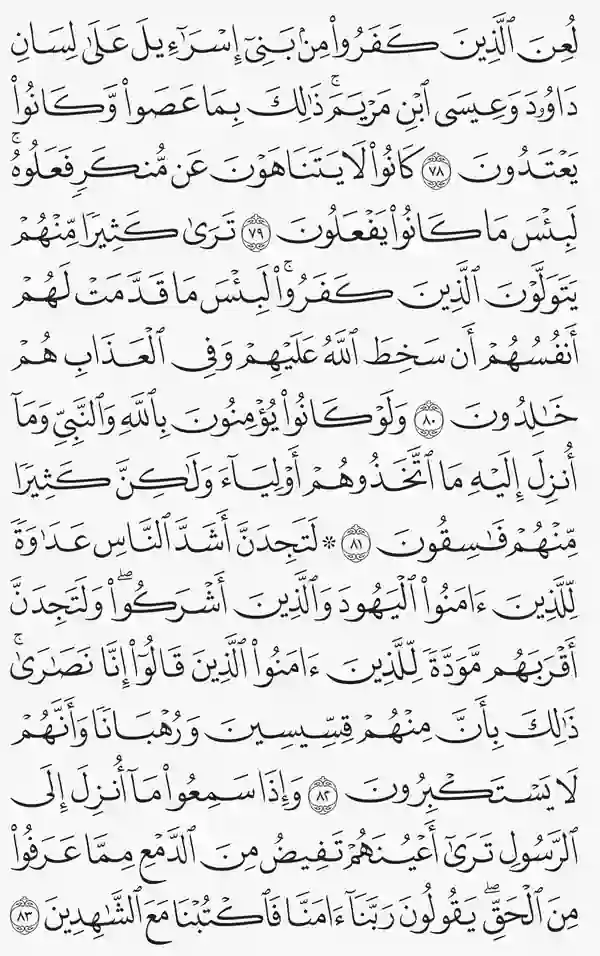 لُعِنَ ٱلَّذِينَ كَفَرُوا۟ مِنۢ بَنِىٓ إِسْرَٰٓءِيلَ عَلَىٰ لِسَانِ
دَاوُۥدَ وَعِيسَى ٱبْنِ مَرْيَمَ ۚ ذَٰلِكَ بِمَا عَصَوا۟ وَّكَانُوا۟
يَعْتَدُونَ ٧٨ كَانُوا۟ لَا يَتَنَاهَوْنَ عَن مُّنكَرٍ فَعَلُوهُ ۚ
لَبِئْسَ مَا كَانُوا۟ يَفْعَلُونَ ٧٩ تَرَىٰ كَثِيرًا مِّنْهُمْ
يَتَوَلَّوْنَ ٱلَّذِينَ كَفَرُوا۟ ۚ لَبِئْسَ مَا قَدَّمَتْ لَهُمْ
أَنفُسُهُمْ أَن سَخِطَ ٱللَّهُ عَلَيْهِمْ وَفِى ٱلْعَذَابِ هُمْ
خَٰلِدُونَ ٨٠ وَلَوْ كَانُوا۟ يُؤْمِنُونَ بِٱللَّهِ وَٱلنَّبِىِّ وَمَآ
أُنزِلَ إِلَيْهِ مَا ٱتَّخَذُوهُمْ أَوْلِيَآءَ وَلَٰكِنَّ كَثِيرًا
مِّنْهُمْ فَٰسِقُونَ ٨١ ۞ لَتَجِدَنَّ أَشَدَّ ٱلنَّاسِ عَدَٰوَةً
لِّلَّذِينَ ءَامَنُوا۟ ٱلْيَهُودَ وَٱلَّذِينَ أَشْرَكُوا۟ ۖ وَلَتَجِدَنَّ
أَقْرَبَهُم مَّوَدَّةً لِّلَّذِينَ ءَامَنُوا۟ ٱلَّذِينَ قَالُوٓا۟ إِنَّا نَصَٰرَىٰ ۚ
ذَٰلِكَ بِأَنَّ مِنْهُمْ قِسِّيسِينَ وَرُهْبَانًا وَأَنَّهُمْ
لَا يَسْتَكْبِرُونَ ٨٢ وَإِذَا سَمِعُوا۟ مَآ أُنزِلَ إِلَى
ٱلرَّسُولِ تَرَىٰٓ أَعْيُنَهُمْ تَفِيضُ مِنَ ٱلدَّمْعِ مِمَّا عَرَفُوا۟
مِنَ ٱلْحَقِّ ۖ يَقُولُونَ رَبَّنَآ ءَامَنَّا فَٱكْتُبْنَا مَعَ ٱلشَّٰهِدِينَ ٨٣